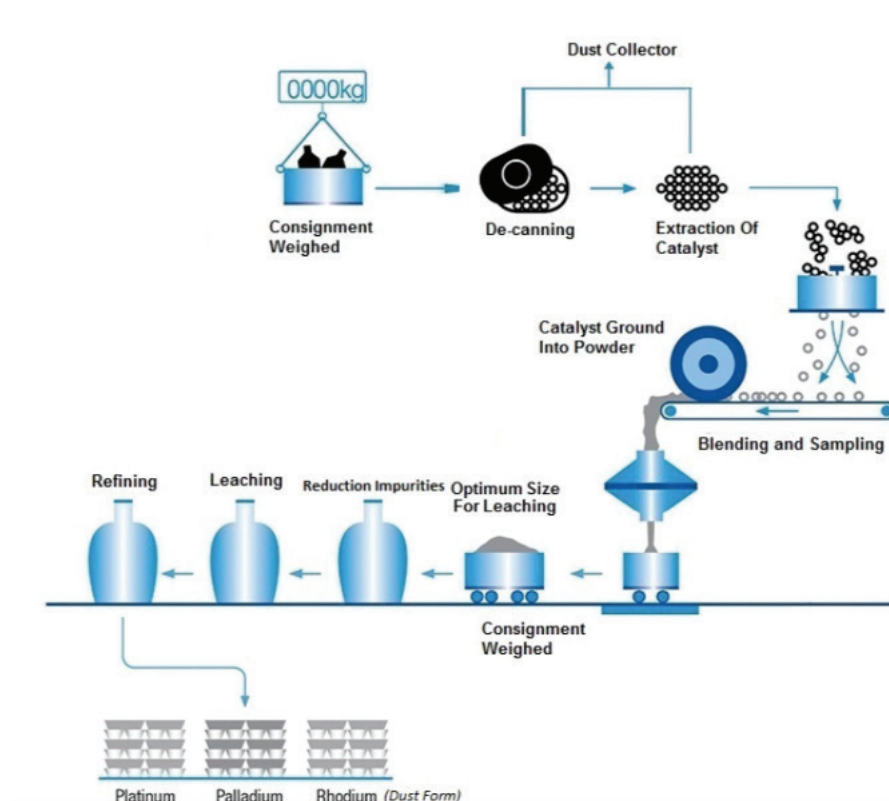 Dust Collector
0000kg
Consignment
Weighed
De-canning
Extraction Of
Catalyst
Catalyst Ground
Into Powder
Blending and Sampling
Refining
Leaching
Reduction Impurities
Optimum Size
For Leaching
Consignment
Weighed
Platinum
Palladium
Rhodium (Dust Form)